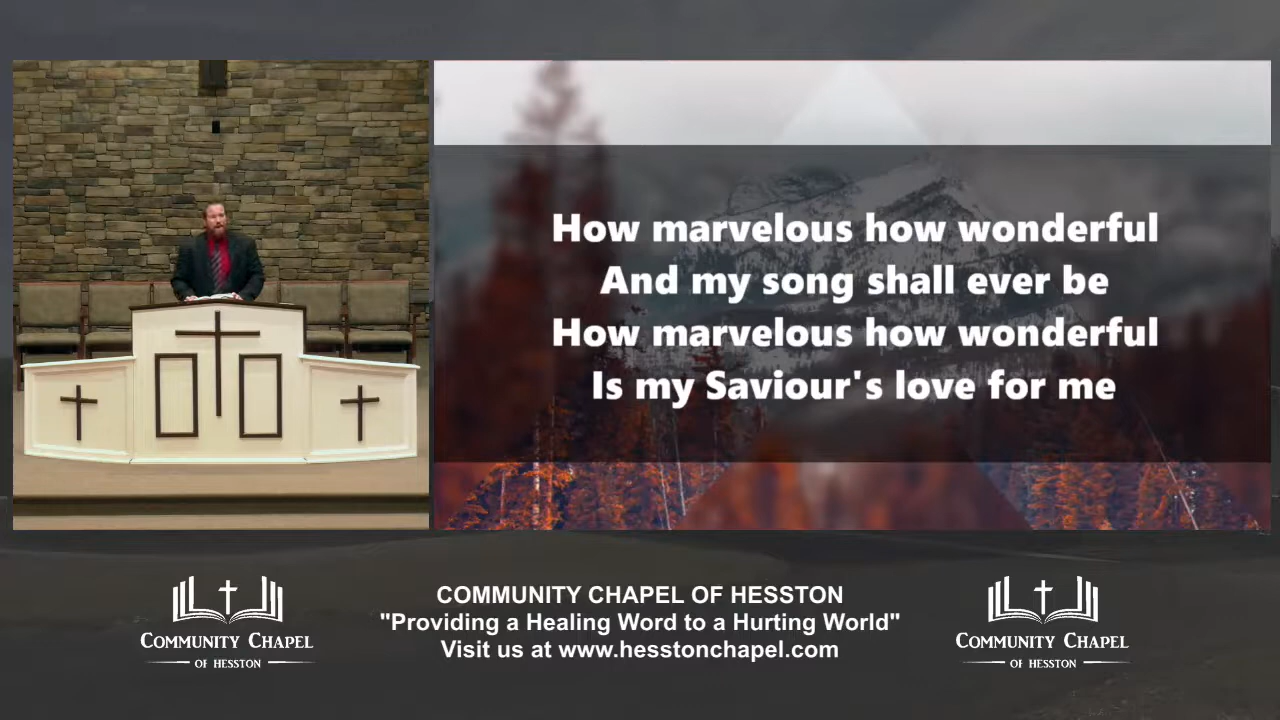 How marvelous how wonderful
And my song shall ever be
How marvelous how wonderful
Is my Saviour's love for me
COMMUNITY CHAPEL OF HESSTON
"Providing a Healing Word to a Hurting World"
Visit us at www.hesstonchapel.com
COMMUNITY CHAPEL
OF HESSTON
COMMUNITY CHAPEL
OF HESSTON